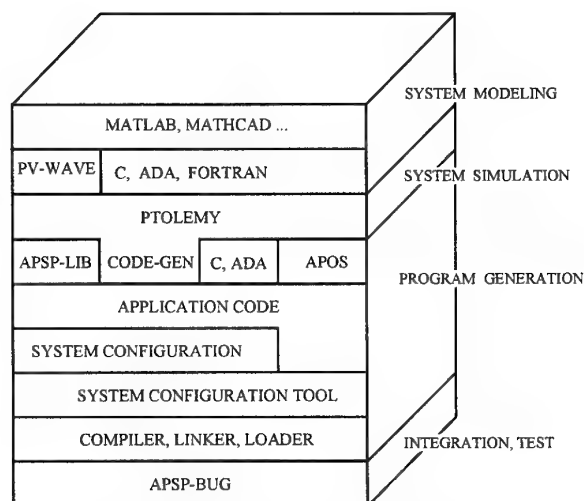 SYSTEM MODELING
MATLAB, MATHCAD ...
PV-WAVE
C, ADA, FORTRAN
SYSTEM SIMULATION
PTOLEMY
APSP-LIB
CODE-GEN
C, ADA
APOS
PROGRAM GENERATION
APPLICATION CODE
SYSTEM CONFIGURATION
SYSTEM CONFIGURATION TOOL
COMPILER, LINKER, LOADER
INTEGRATION, TEST
APSP-BUG